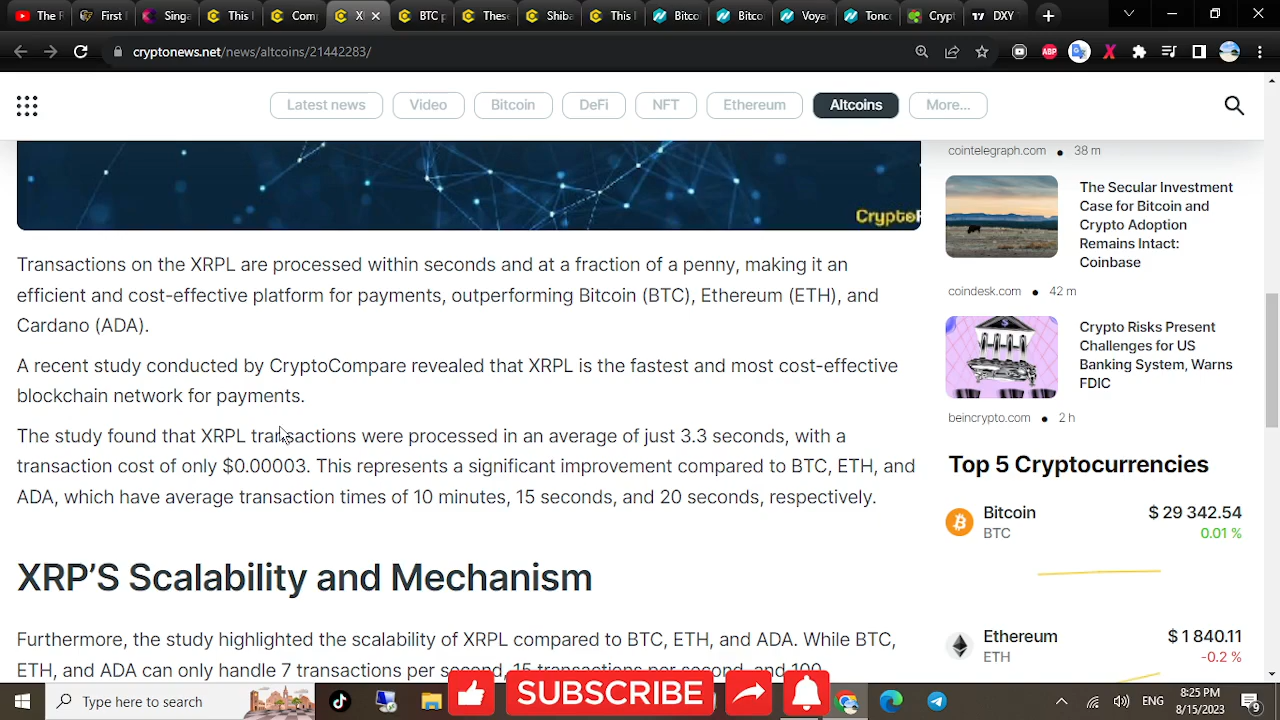 The R
First
Singa
This I
Comp
X
BTC p
These
Shiba
This I
Bitco
Bitco
Voya
Tonco
Crypt
DXY
cryptonews.net/news/altcoins/21442283/
ABP
Latest news
Video
Bitcoin
DeFi
NFT
Ethereum
Altcoins
More...
Transactions on the XRPL are processed within seconds and at a fraction of a penny, making it an
efficient and cost-effective platform for payments, outperforming Bitcoin (BTC), Ethereum (ETH), and
Cardano (ADA).
A recent study conducted by CryptoCompare revealed that XRPL is the fastest and most cost-effective
blockchain network for payments.
The study found that XRPL transactions were processed in an average of just 3.3 seconds, with a
transaction cost of only $0.00003. This represents a significant improvement compared to BTC, ETH, and
ADA, which have average transaction times of 10 minutes, 15 seconds, and 20 seconds, respectively.
XRP'S Scalability and Mechanism
Furthermore, the study highlighted the scalability of XRPL compared to BTC, ETH, and ADA. While BTC,
ETH, and ADA can only handle 7 transactions per second, 15 transactions per second, and 100
cointelegraph.com ● 38 m
The Secular Investment
Case for Bitcoin and
Crypto Adoption
Remains Intact:
Coinbase
coindesk.com ● 42 m
Crypto Risks Present
Challenges for US
Banking System, Warns
FDIC
beincrypto.com ● 2 h
Top 5 Cryptocurrencies
Bitcoin $ 29 342.54
BTC 0.01 %
Ethereum $ 1 840.11
ETH -0.2 %
SUBSCRIBE
Type here to search
ENG
8:25 PM
8/15/2023
9